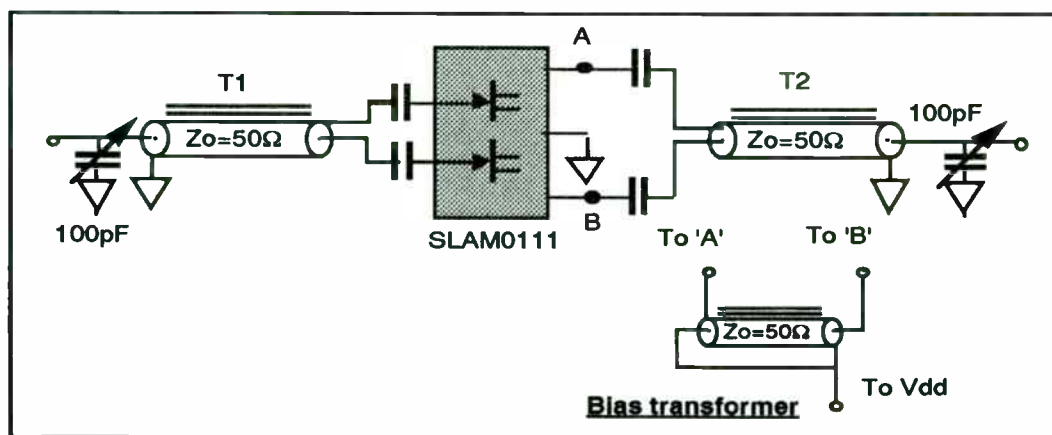 A
T1
T2
100pF
Zo=50Ω
Zo=50Ω
B
100pF
SLAM0111
To 'A'
To 'B'
Zo=50Ω
To Vdd
Bias transformer